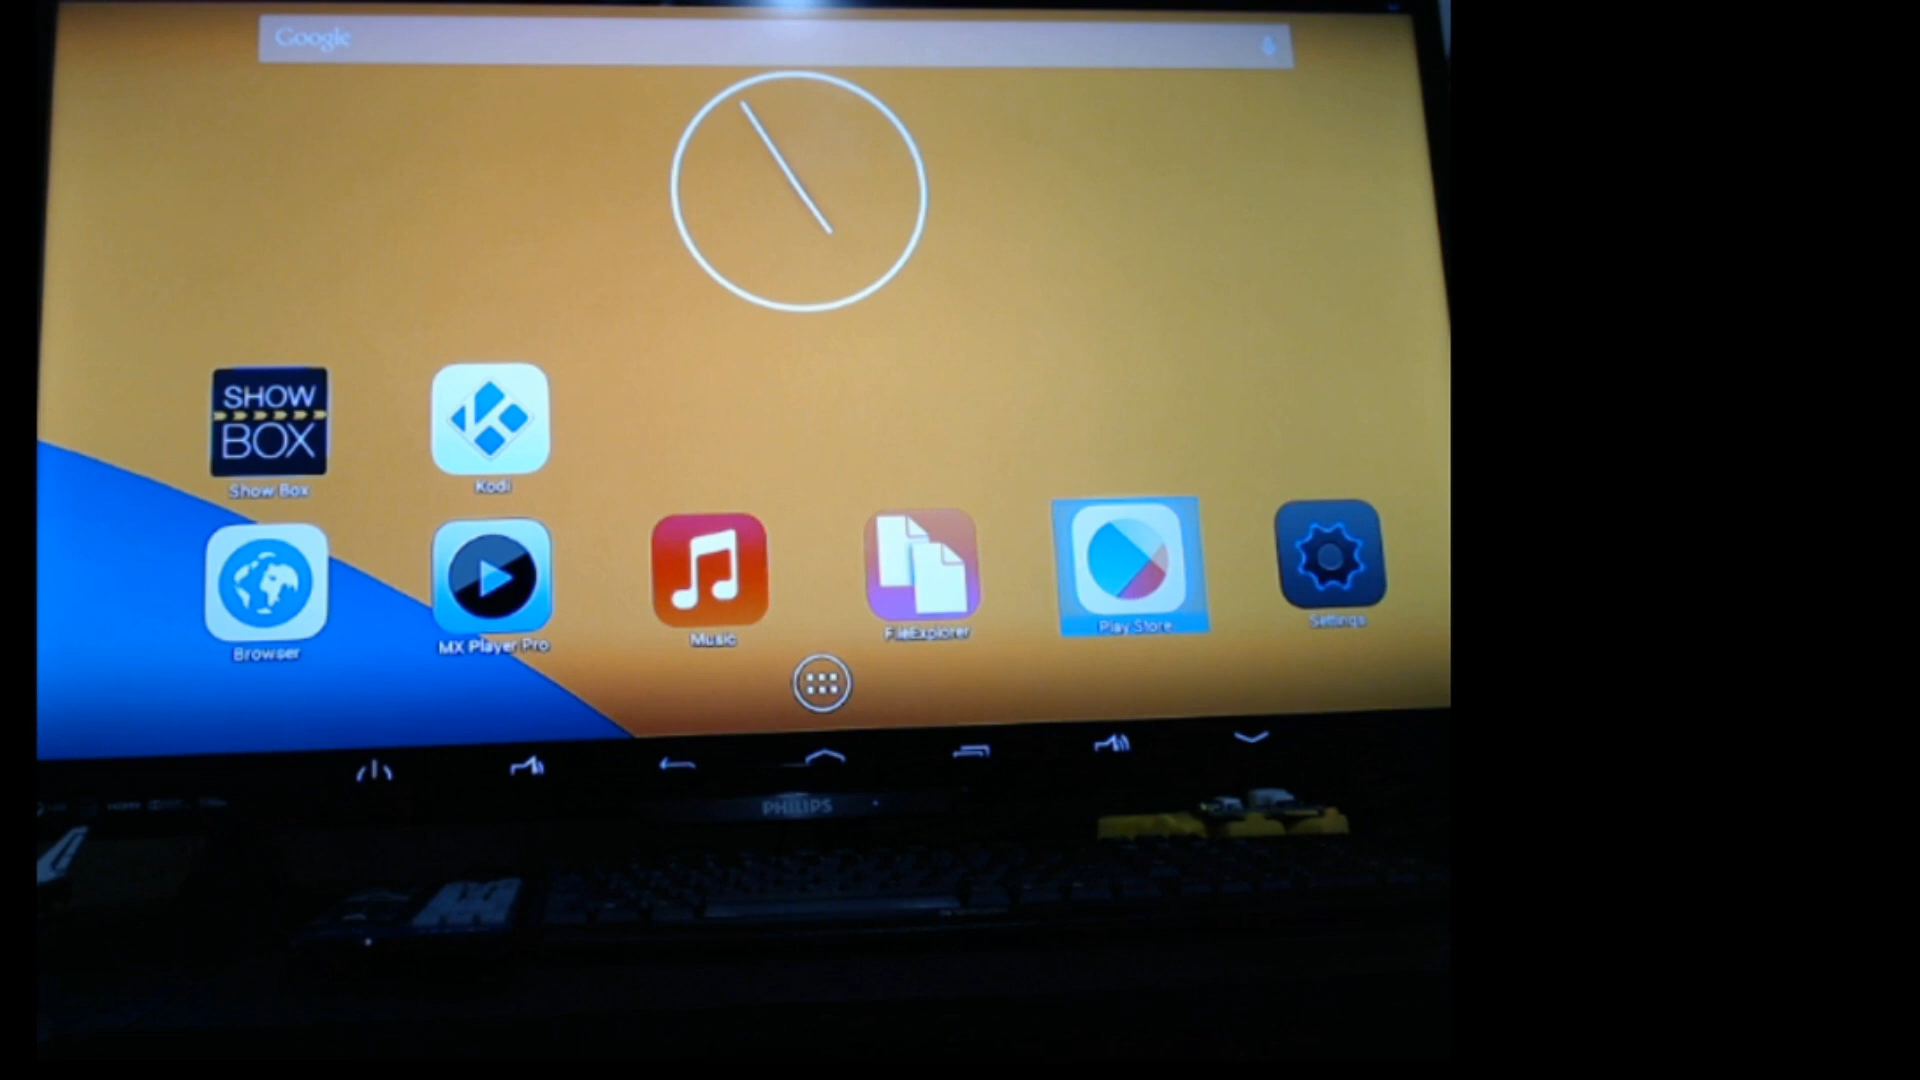 Google
SHOW
BOX
Show Box
Kodi
Browser
MX Player Pro
Music
FileExplorer
Play Store
Settings
PHILIPS